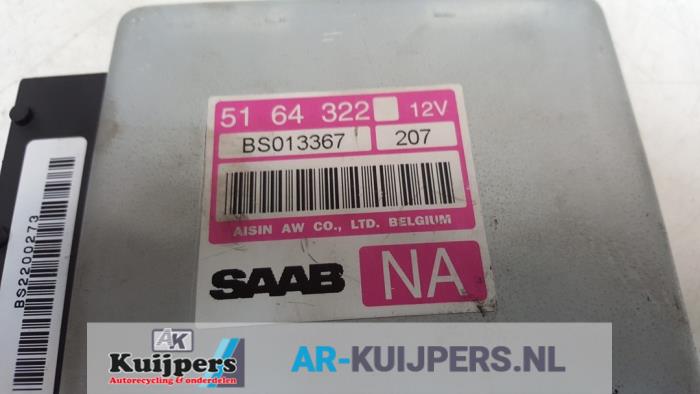 51 64 322 12V
BS013367 207
AISIN AW CO., LTD. BELGIUM
SAAB NA
BS2200273
AK
Kuijpers
Autorecycling & onderdelen
AR-KUIJPERS.NL